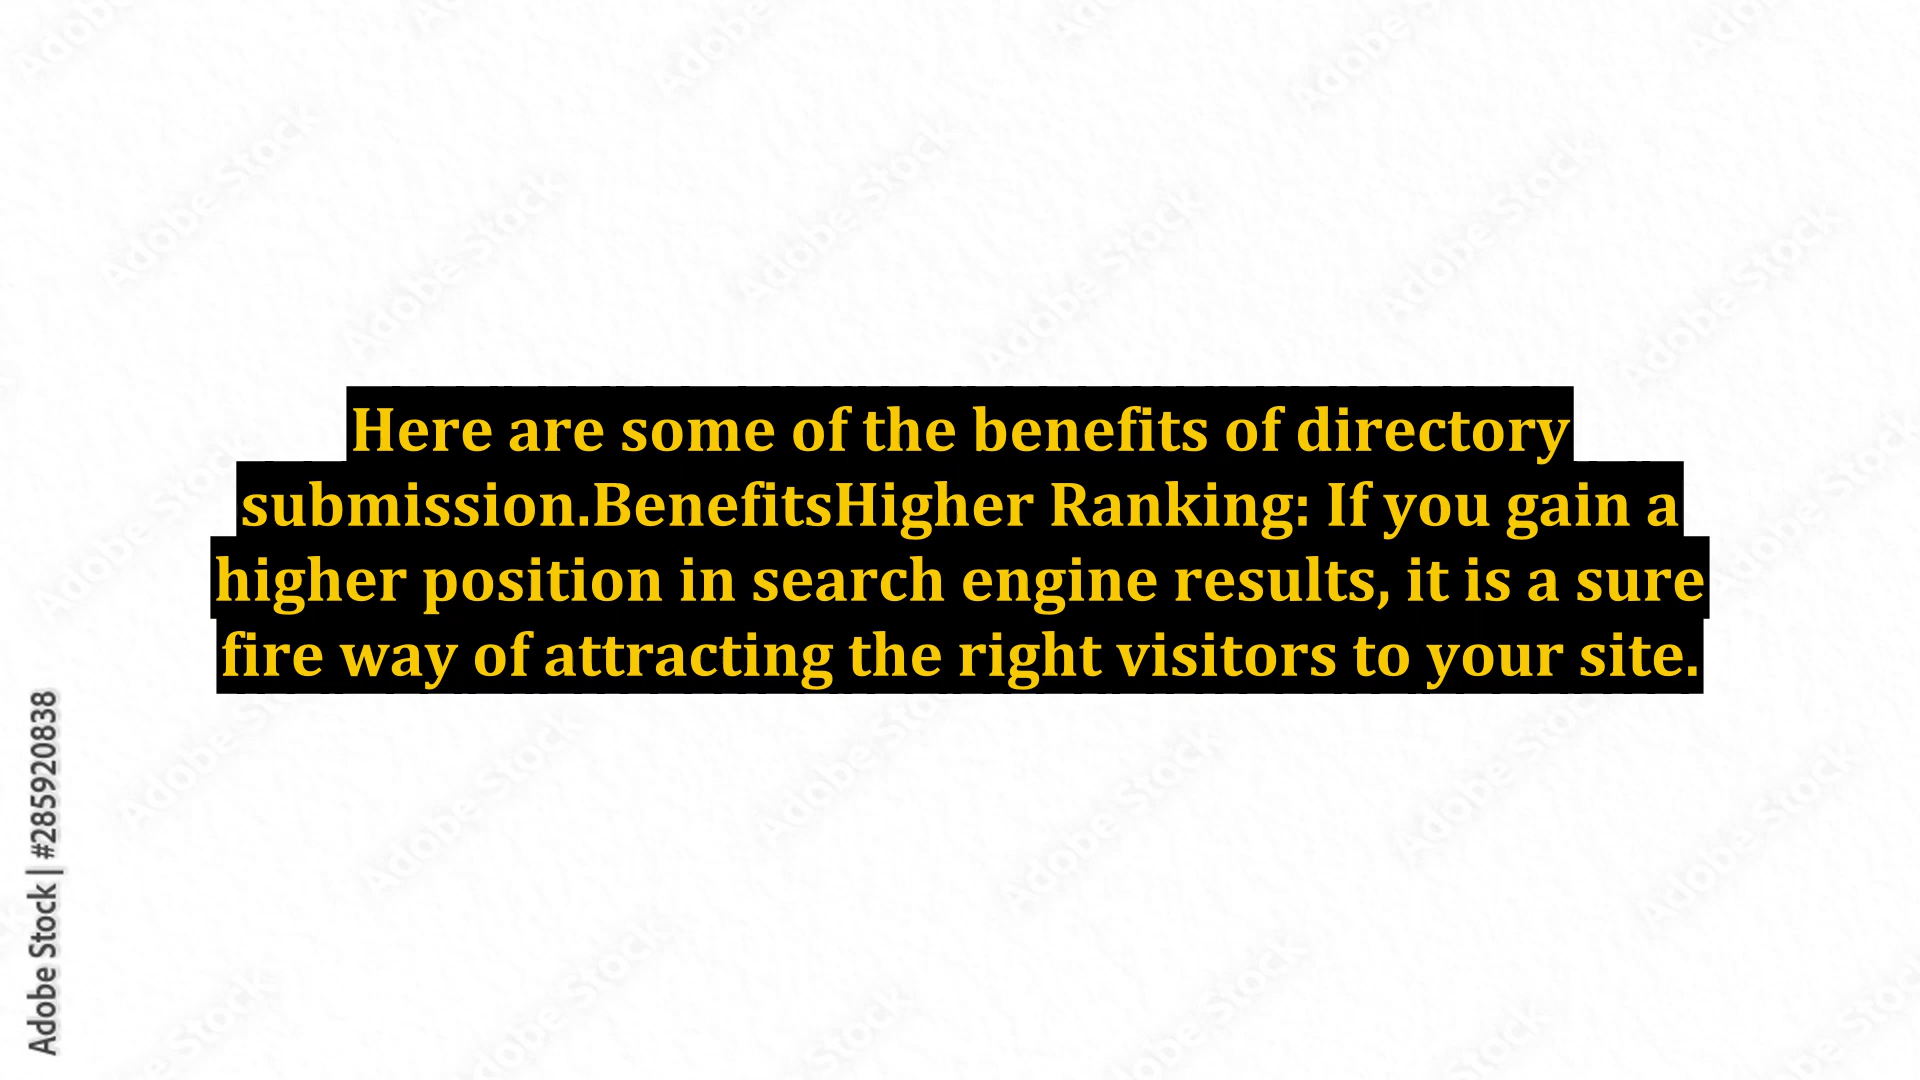 Here are some of the benefits of directory
submission.BenefitsHigher Ranking: If you gain a
higher position in search engine results, it is a sure
fire way of attracting the right visitors to your site.
Adobe Stock | #285920838